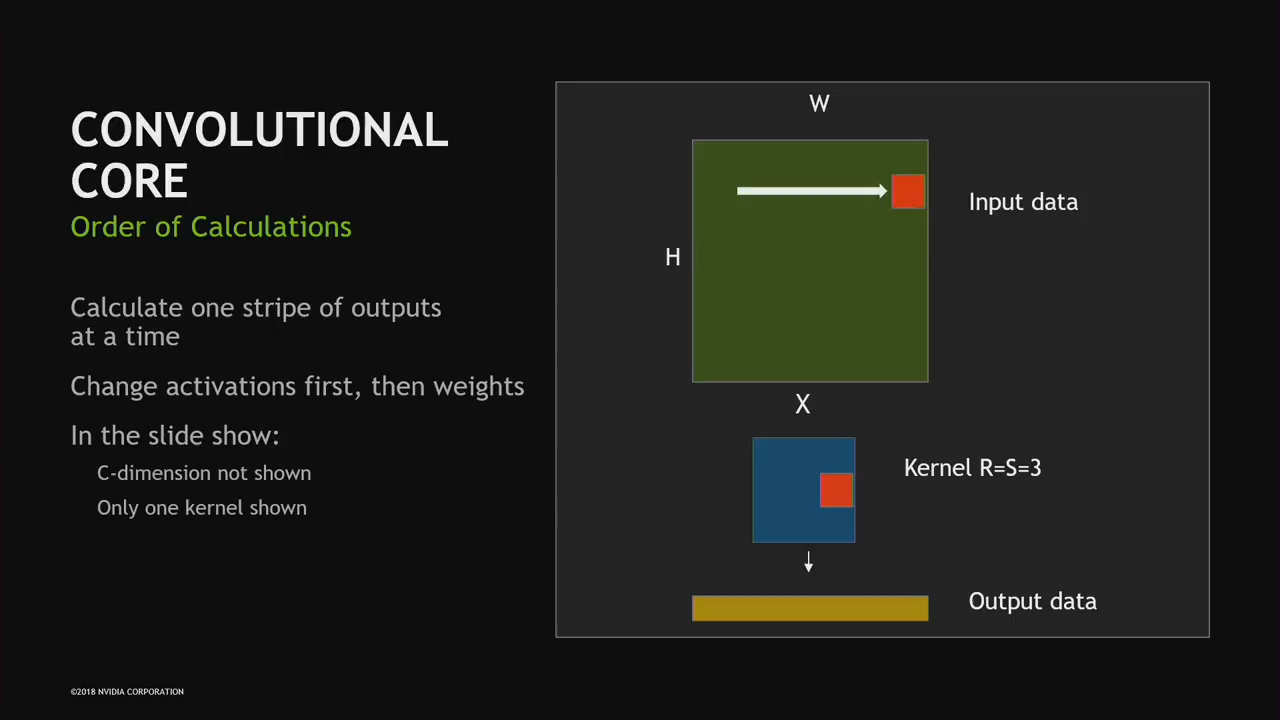 CONVOLUTIONAL
CORE
Order of Calculations
Calculate one stripe of outputs
at a time
Change activations first, then weights
In the slide show:
C-dimension not shown
Only one kernel shown
W
Input data
H
X
Kernel R=S=3
Output data
©2018 NVIDIA CORPORATION